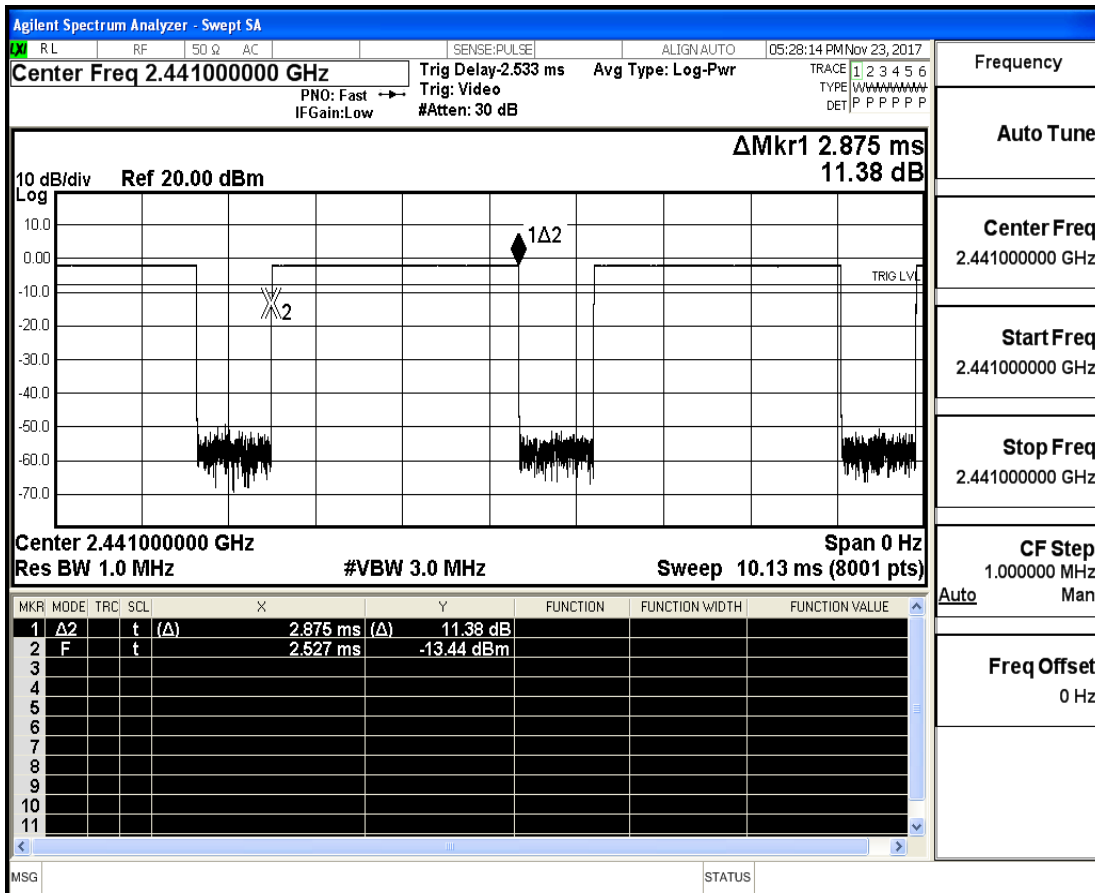 Agilent Spectrum Analyzer - Swept SA
LXI RL RF 50 Ω AC SENSE:PULSE ALIGN AUTO 05:28:14 PM Nov 23, 2017
Center Freq 2.441000000 GHz
PNO: Fast
IFGain:Low
Trig Delay-2.533 ms
Trig: Video
#Atten: 30 dB
Avg Type: Log-Pwr
TRACE 1 2 3 4 5 6
TYPE WWWWWW
DET P P P P P P
ΔMkr1 2.875 ms
11.38 dB
10 dB/div Ref 20.00 dBm
Log
10.0
0.00
-10.0
-20.0
-30.0
-40.0
-50.0
-60.0
-70.0
1Δ2
TRIG LVL
2
Center 2.441000000 GHz Span 0 Hz
Res BW 1.0 MHz #VBW 3.0 MHz Sweep 10.13 ms (8001 pts)
MKR MODE TRC SCL X Y FUNCTION FUNCTION WIDTH FUNCTION VALUE
1 Δ2 t (Δ) 2.875 ms (Δ) 11.38 dB
2 F t 2.527 ms -13.44 dBm
3
4
5
6
7
8
9
10
11
MSG STATUS
Frequency
Auto Tune
Center Freq
2.441000000 GHz
Start Freq
2.441000000 GHz
Stop Freq
2.441000000 GHz
CF Step
1.000000 MHz
Auto Man
Freq Offset
0 Hz